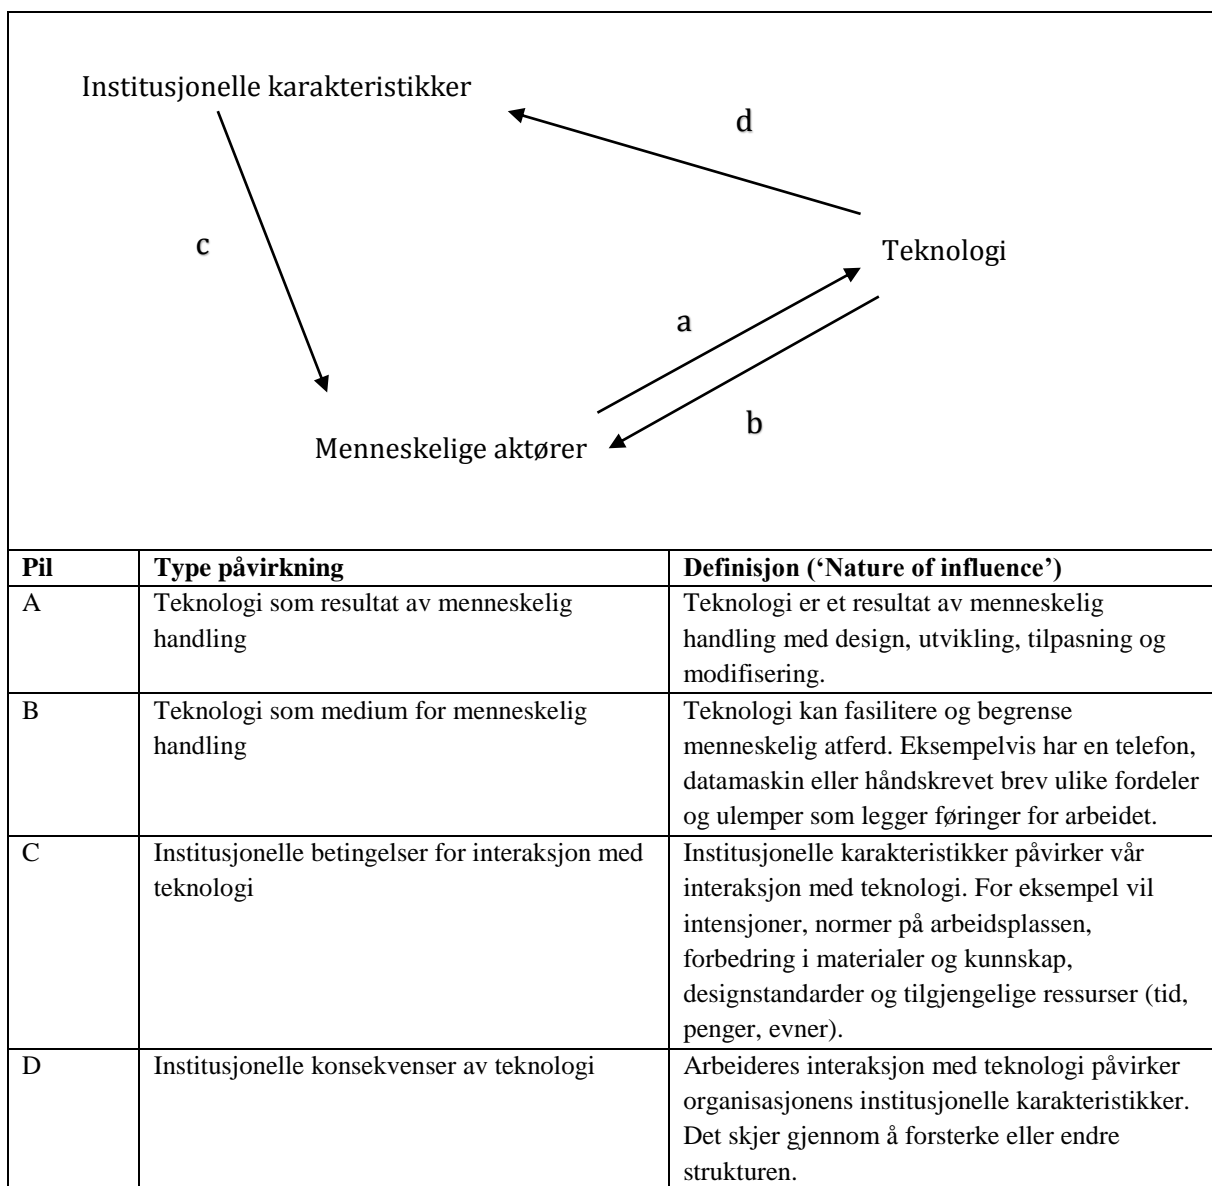 Institusjonelle karakteristikker
d
c
Teknologi
a
b
Menneskelige aktører
Pil
Type påvirkning
Definisjon (‘Nature of influence’)
A
Teknologi som resultat av menneskelig
handling
Teknologi er et resultat av menneskelig
handling med design, utvikling, tilpasning og
modifisering.
B
Teknologi som medium for menneskelig
handling
Teknologi kan fasilitere og begrense
menneskelig atferd. Eksempelvis har en telefon,
datamaskin eller håndskrevet brev ulike fordeler
og ulemper som legger føringer for arbeidet.
C
Institusjonelle betingelser for interaksjon med
teknologi
Institusjonelle karakteristikker påvirker vår
interaksjon med teknologi. For eksempel vil
intensjoner, normer på arbeidsplassen,
forbedring i materialer og kunnskap,
designstandarder og tilgjengelige ressurser (tid,
penger, evner).
D
Institusjonelle konsekvenser av teknologi
Arbeideres interaksjon med teknologi påvirker
organisasjonens institusjonelle karakteristikker.
Det skjer gjennom å forsterke eller endre
strukturen.